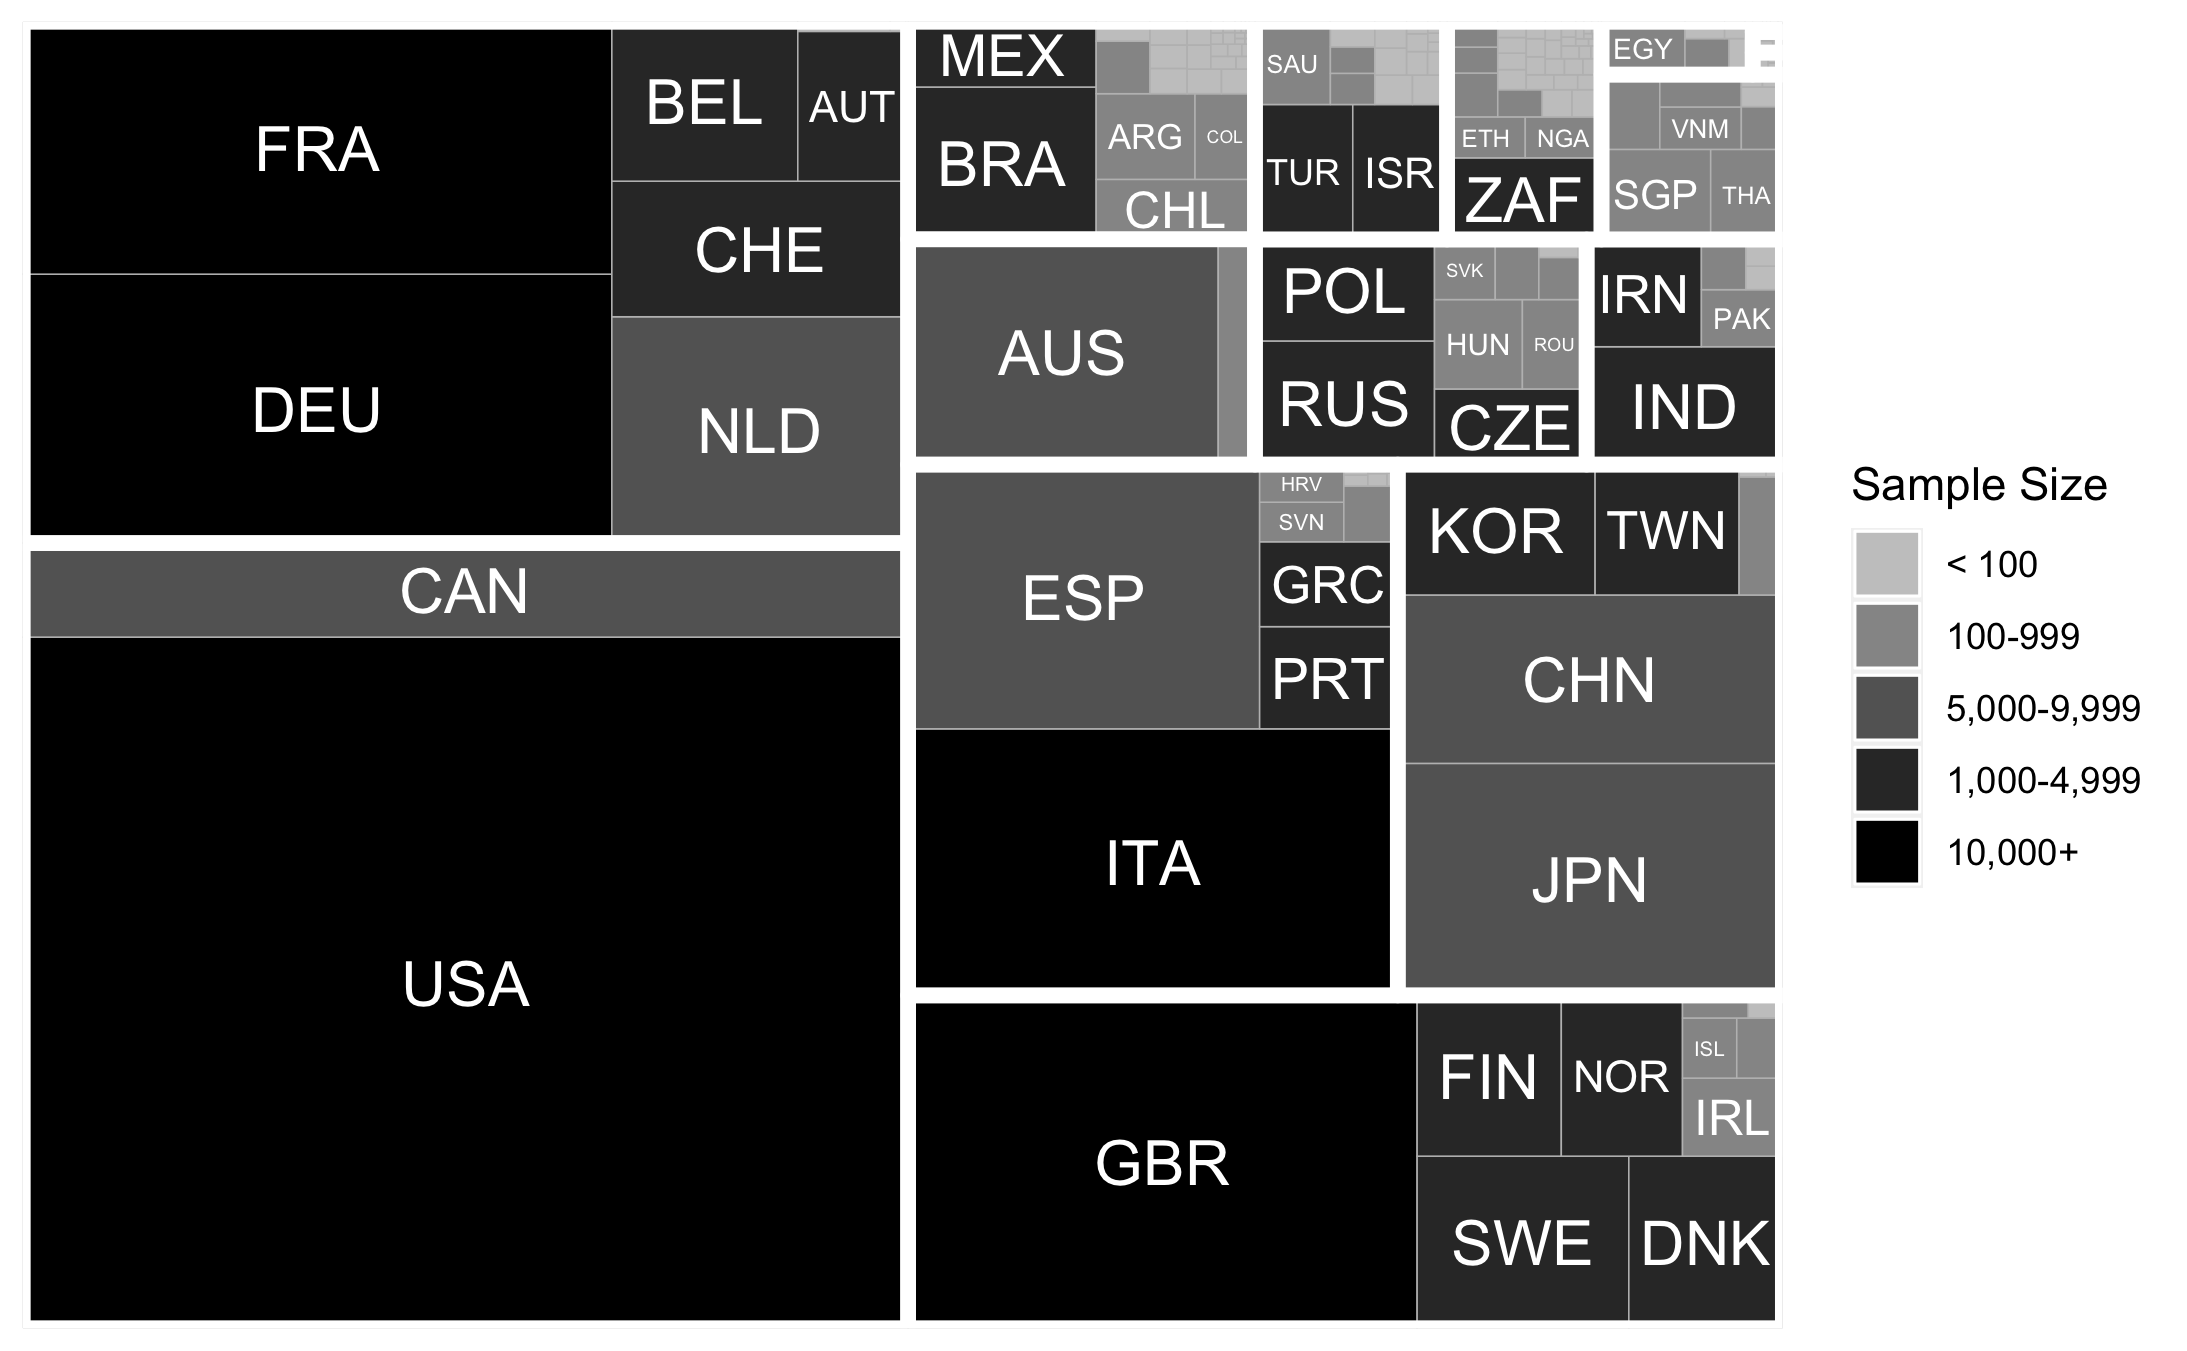 FRA
DEU
BEL
AUT
CHE
NLD
CAN
USA
MEX
BRA
ARG
COL
CHL
SAU
TUR
ISR
ETH
NGA
ZAF
EGY
VNM
SGP
THA
AUS
POL
RUS
SVK
HUN
ROU
CZE
IRN
PAK
IND
ESP
HRV
SVN
GRC
PRT
ITA
KOR
TWN
CHN
JPN
GBR
FIN
NOR
ISL
IRL
SWE
DNK
Sample Size
< 100
100-999
5,000-9,999
1,000-4,999
10,000+